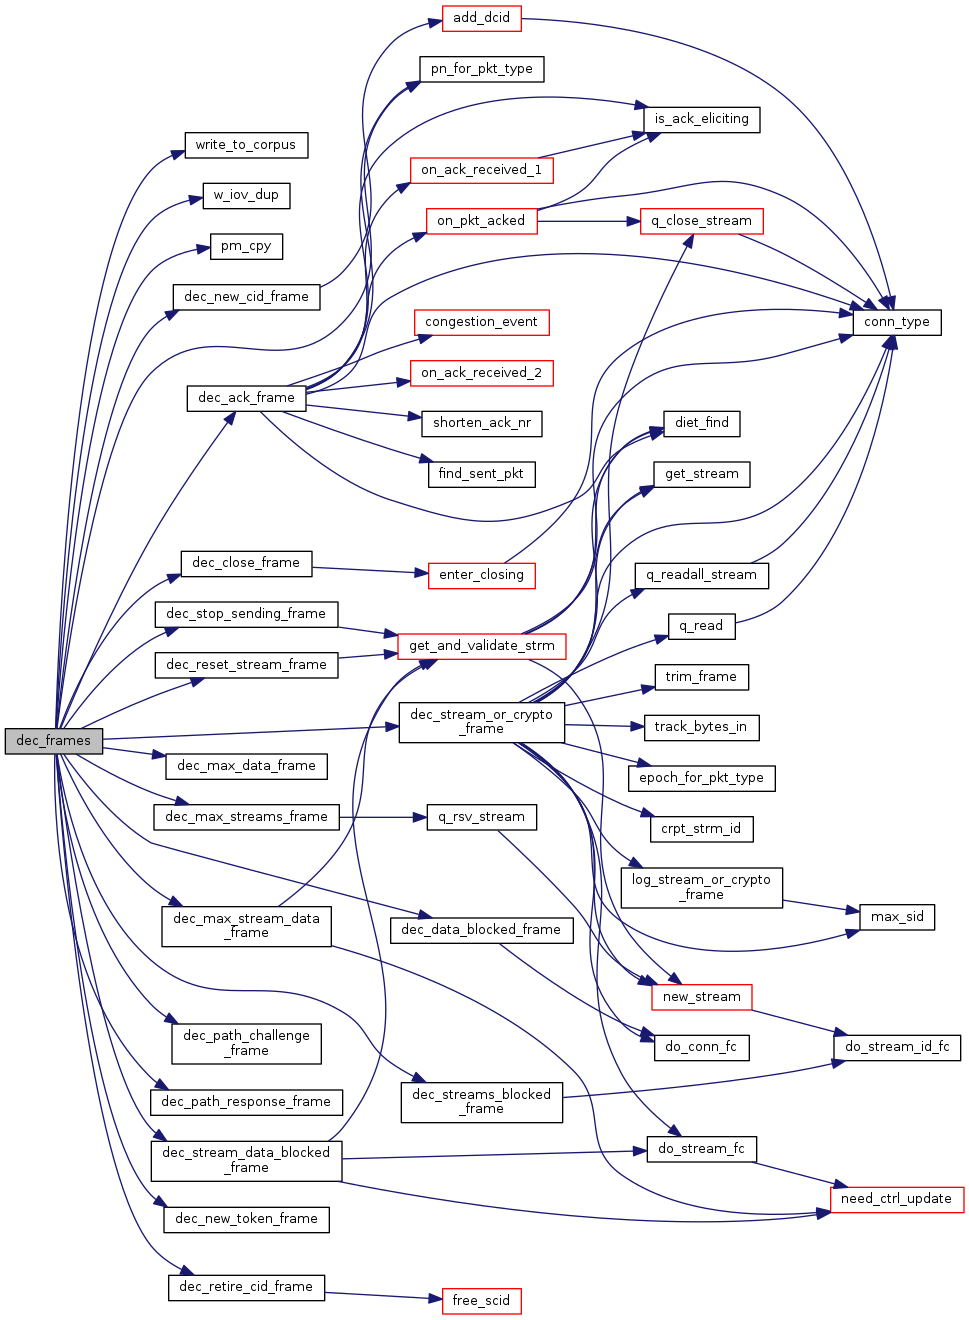 add_dcid
pn_for_pkt_type
is_ack_eliciting
write_to_corpus
on_ack_received_1
w_iov_dup
on_pkt_acked
q_close_stream
pm_cpy
dec_new_cid_frame
congestion_event
conn_type
on_ack_received_2
dec_ack_frame
shorten_ack_nr
diet_find
find_sent_pkt
get_stream
dec_close_frame
enter_closing
q_readall_stream
dec_stop_sending_frame
q_read
get_and_validate_strm
dec_reset_stream_frame
trim_frame
dec_stream_or_crypto
_frame
track_bytes_in
dec_frames
dec_max_data_frame
epoch_for_pkt_type
dec_max_streams_frame
q_rsv_stream
crpt_strm_id
log_stream_or_crypto
_frame
dec_max_stream_data
_frame
max_sid
dec_data_blocked_frame
new_stream
dec_path_challenge
_frame
do_conn_fc
do_stream_id_fc
dec_path_response_frame
dec_streams_blocked
_frame
dec_stream_data_blocked
_frame
do_stream_fc
need_ctrl_update
dec_new_token_frame
dec_retire_cid_frame
free_scid